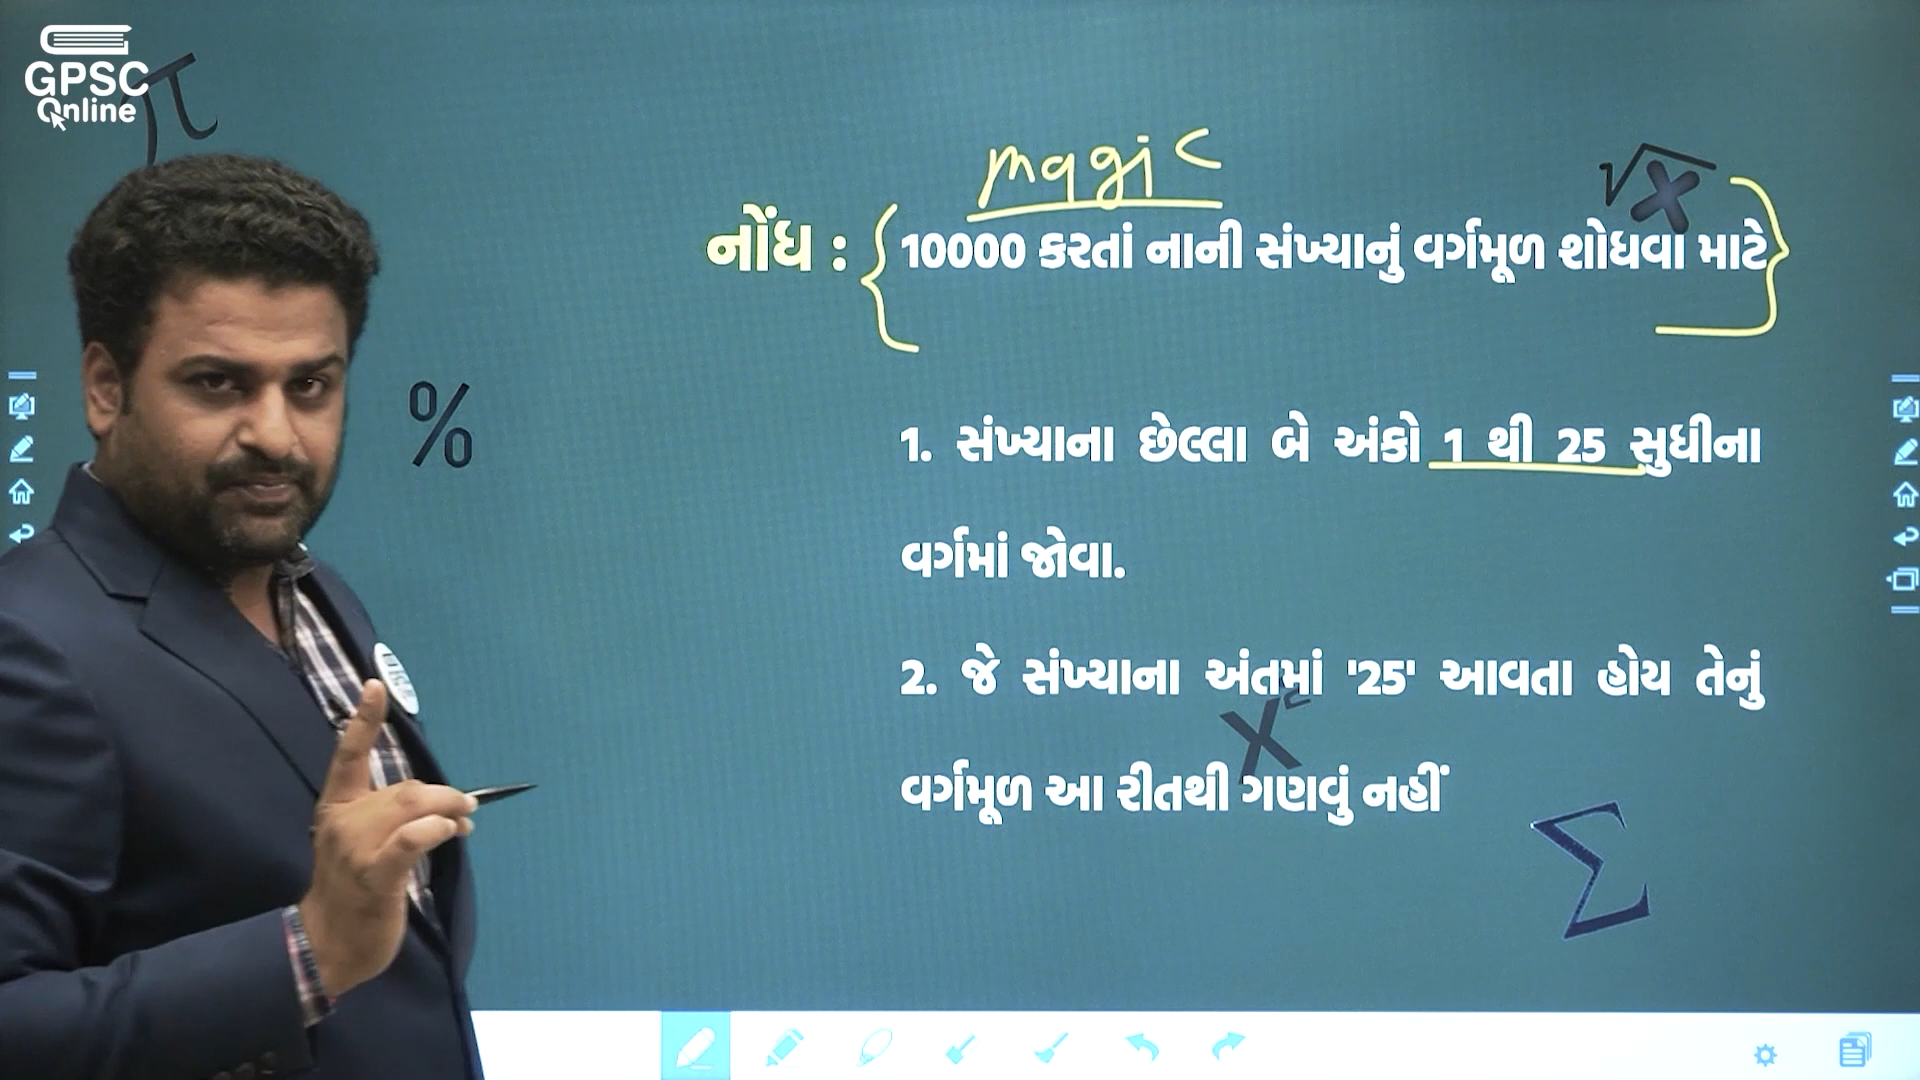 GPSC
Online
π
magic
√x
નોંધ : 10000 કરતાં નાની સંખ્યાનું વર્ગમૂળ શોધવા માટે
%
1. સંખ્યાના છેલ્લા બે અંકો 1 થી 25 સુધીના
વર્ગમાં જોવા.
2. જે સંખ્યાના અંતમાં '25' આવતા હોય તેનું
વર્ગમૂળ આ રીતથી ગણવું નહીં
Σ